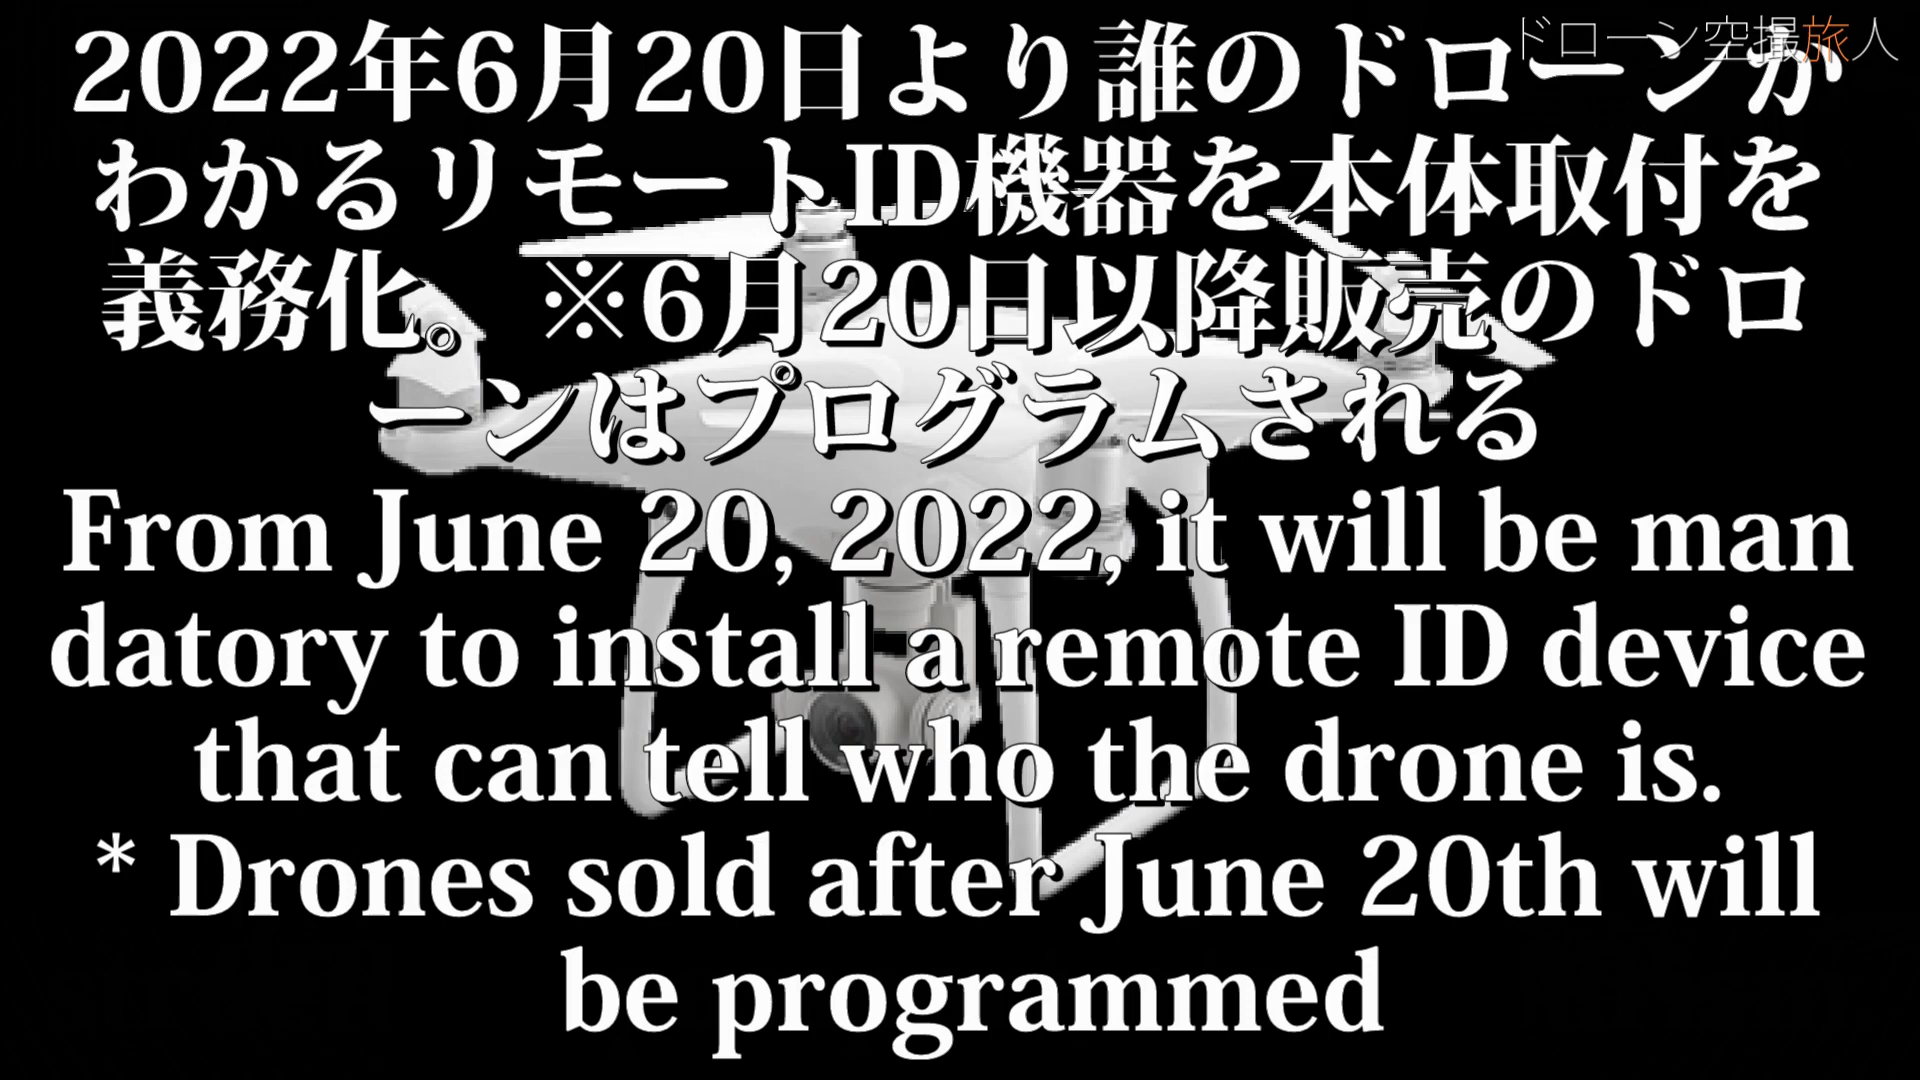 ドローン空撮旅人
2022年6月20日より誰のドローンが
わかるリモートID機器を本体取付を
義務化。 ※6月20日以降販売のドロ
ーンはプログラムされる
From June 20, 2022, it will be man
datory to install a remote ID device
that can tell who the drone is.
* Drones sold after June 20th will
be programmed